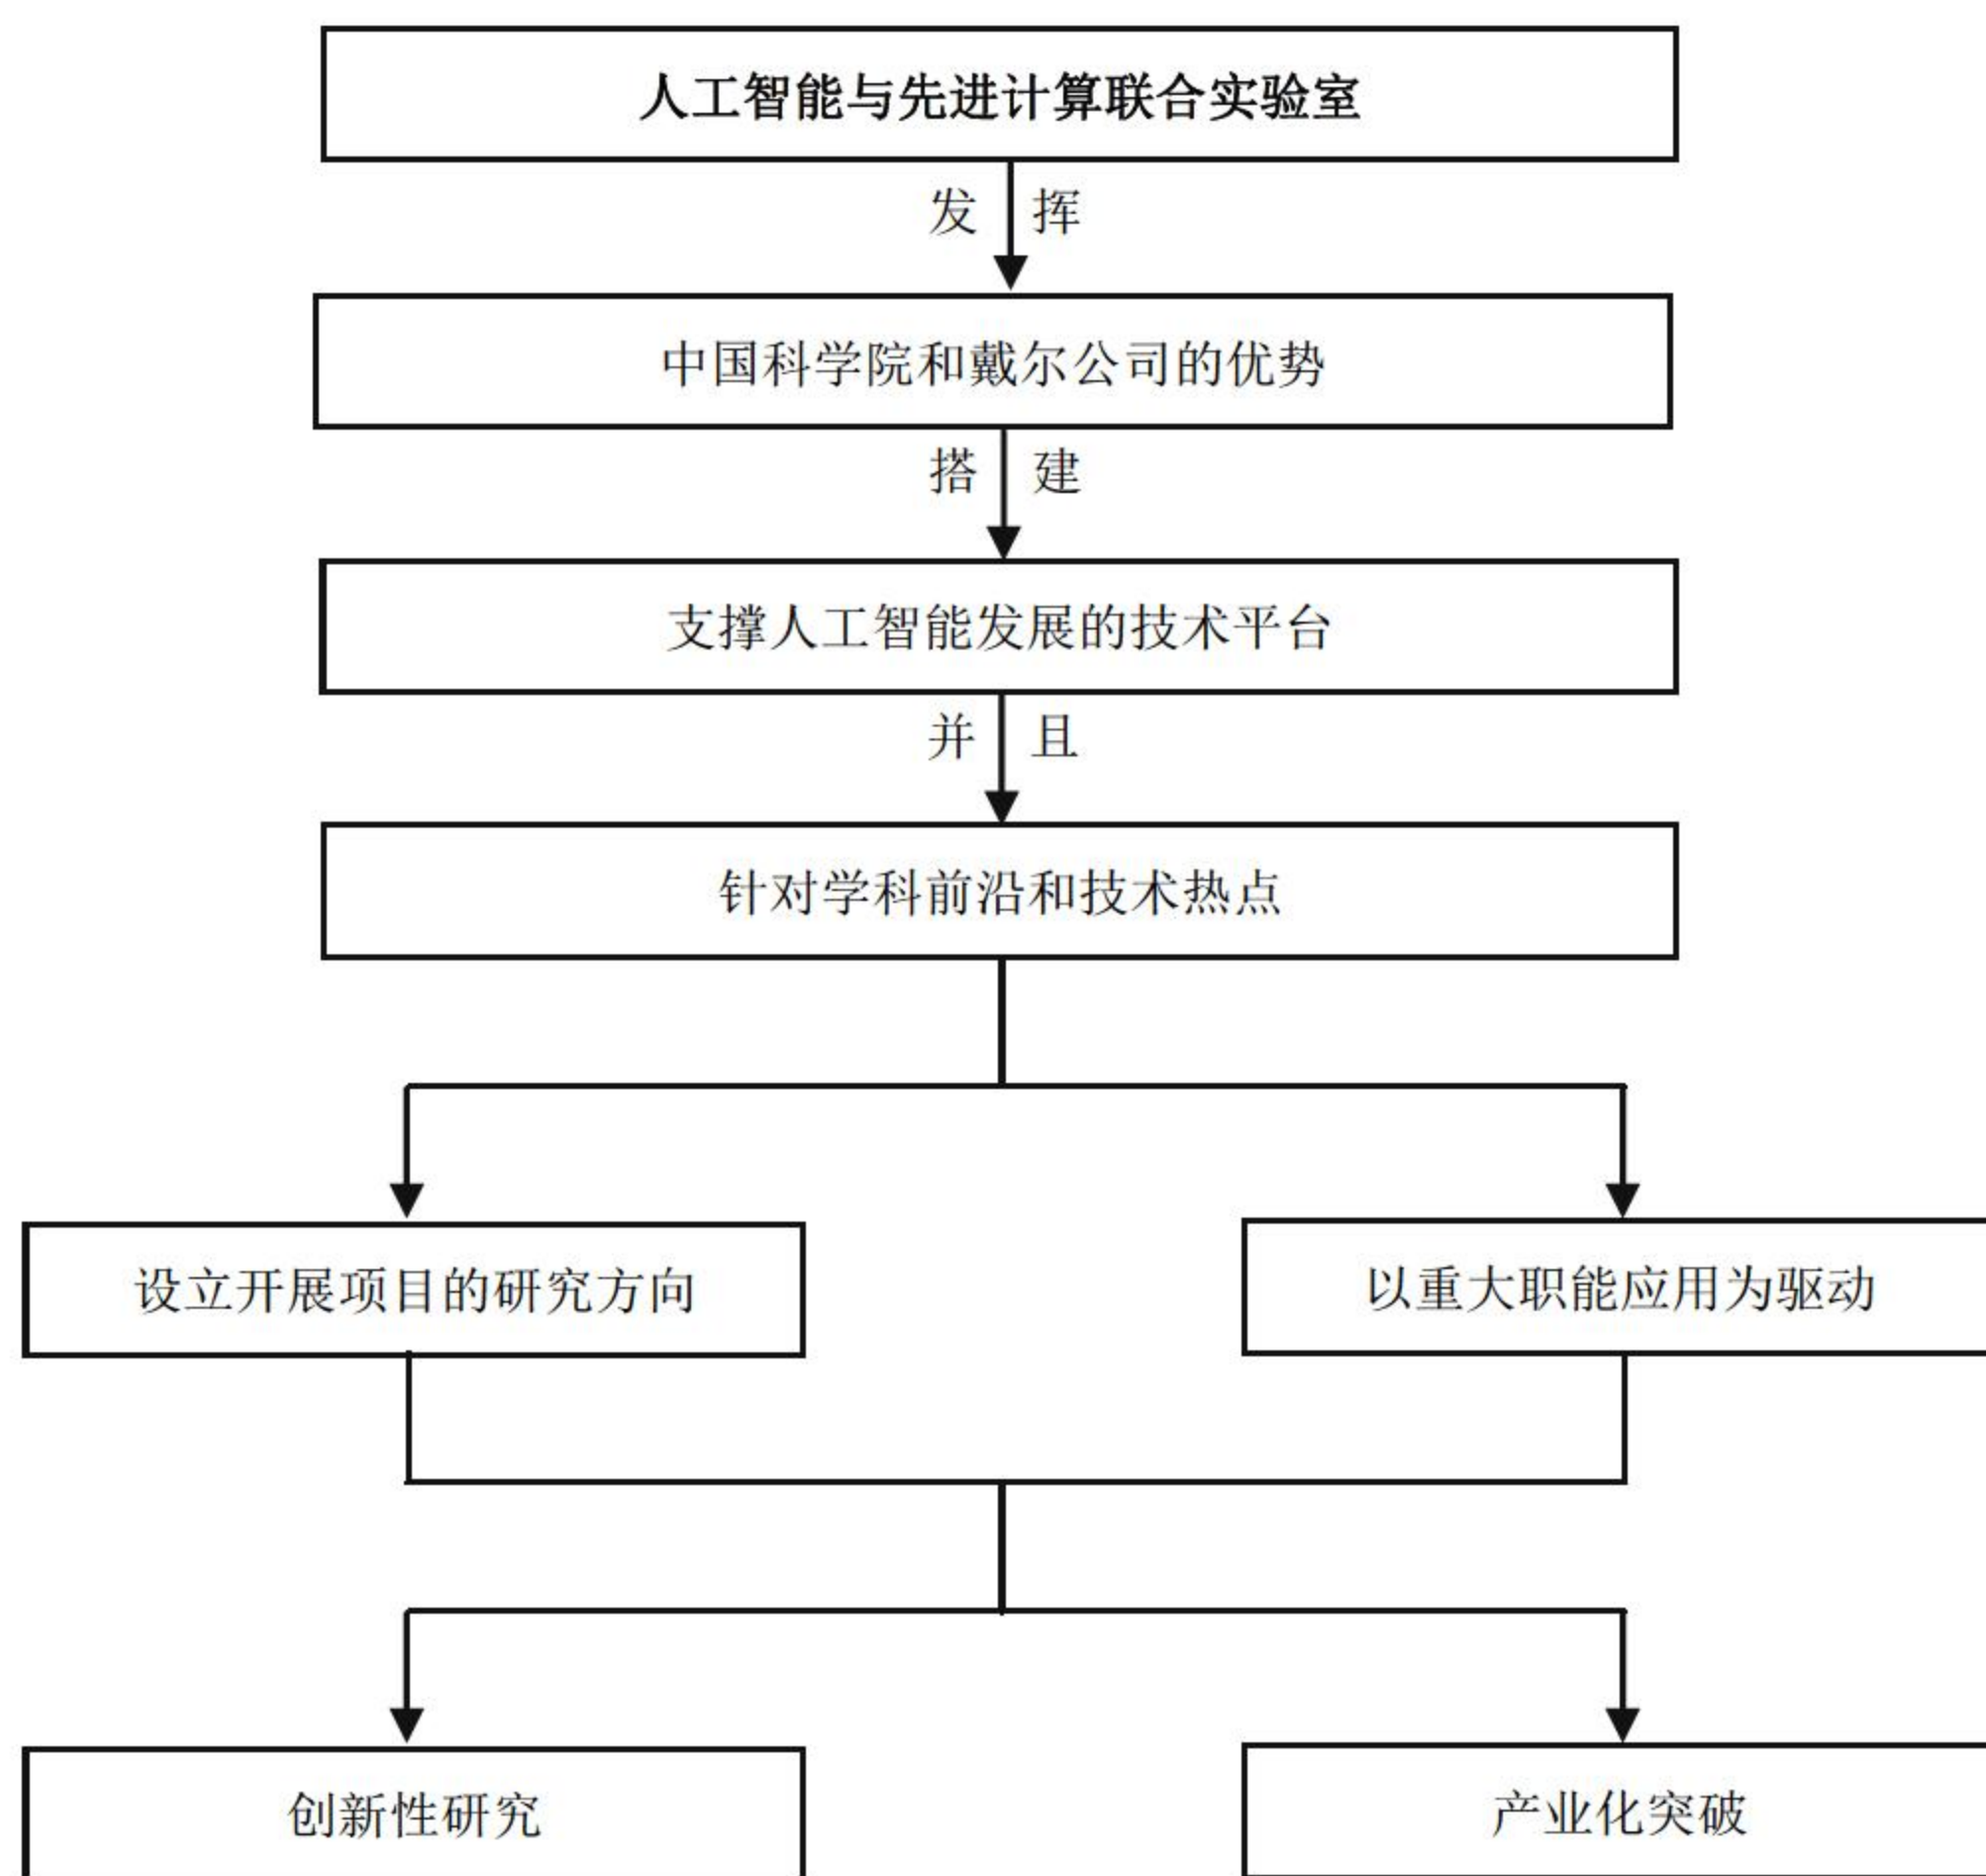 人工智能与先进计算联合实验室
发 挥
中国科学院和戴尔公司的优势
搭 建
支撑人工智能发展的技术平台
并 且
针对学科前沿和技术热点
设立开展项目的研究方向
以重大职能应用为驱动
创新性研究
产业化突破